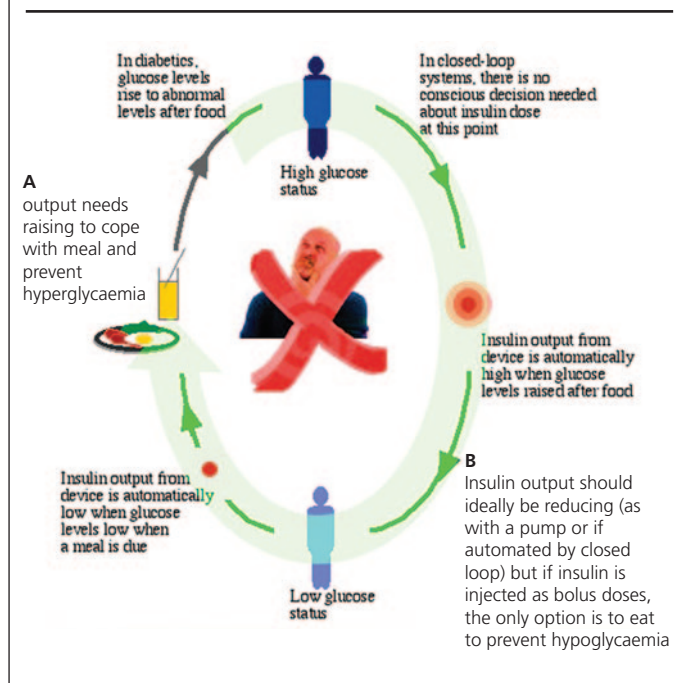 In diabetics,
glucose levels
rise to abnormal
levels after food
In closed-loop
systems, there is no
conscious decision needed
about insulin dose
at this point
High glucose
status
A
output needs
raising to cope
with meal and
prevent
hyperglycaemia
Insulin output from
device is automatically
high when glucose
levels raised after food
B
Insulin output should
ideally be reducing (as
with a pump or if
automated by closed
loop) but if insulin is
injected as bolus doses,
the only option is to eat
to prevent hypoglycaemia
Insulin output from
device is automatically
low when glucose
levels low when
a meal is due
Low glucose
status